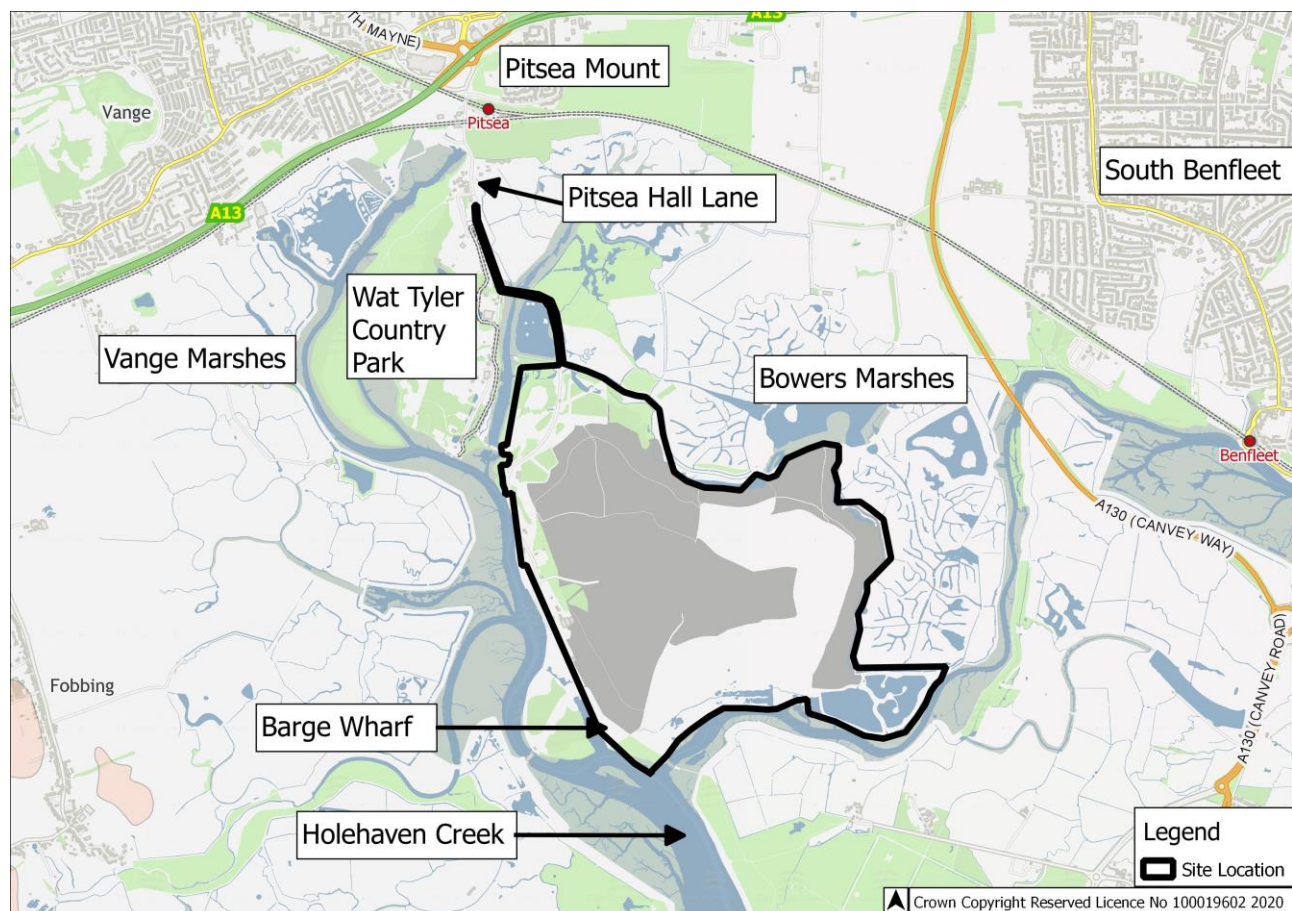 A13
TH MAYNE)
Pitsea Mount
Vange
Pitsea
South Benfleet
Pitsea Hall Lane
A13
Wat Tyler
Country
Park
Vange Marshes
Bowers Marshes
Benfleet
A130 (CANVEY WAY)
Fobbing
A130 (CANVEY ROAD)
Barge Wharf
Holehaven Creek
Legend
Site Location
Crown Copyright Reserved Licence No 100019602 2020